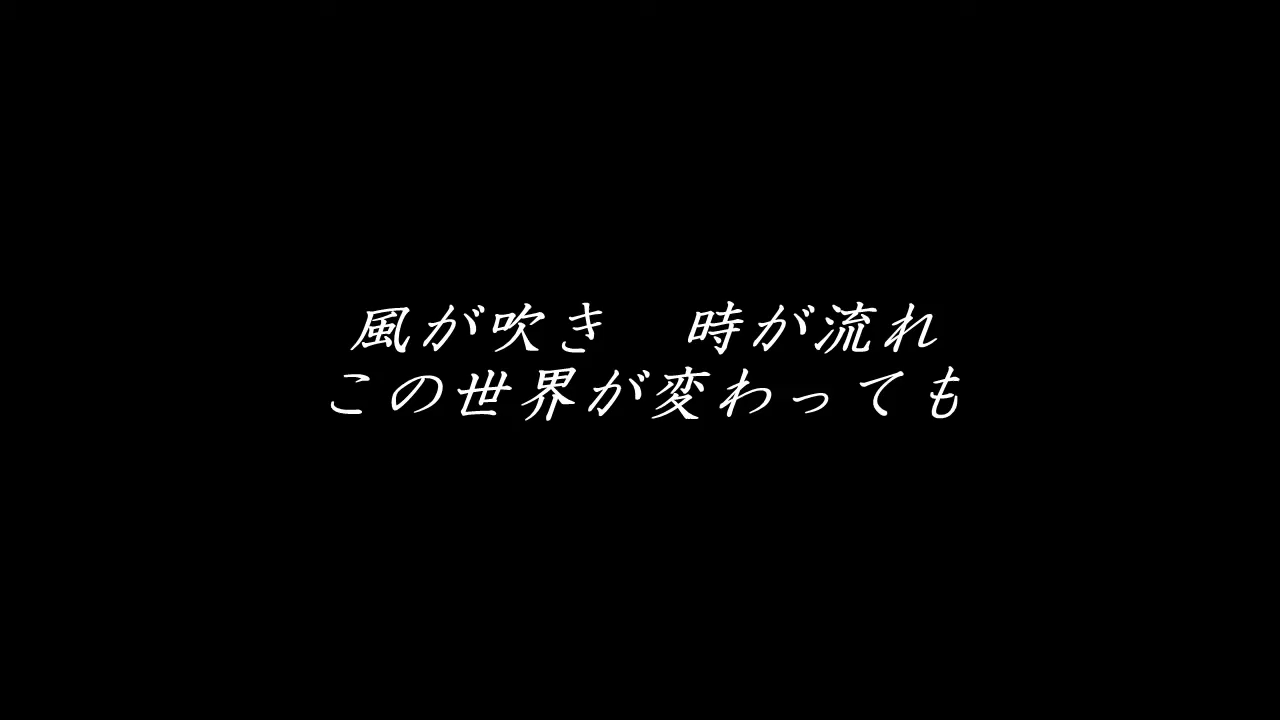 風が吹き　時が流れ
この世界が変わっても